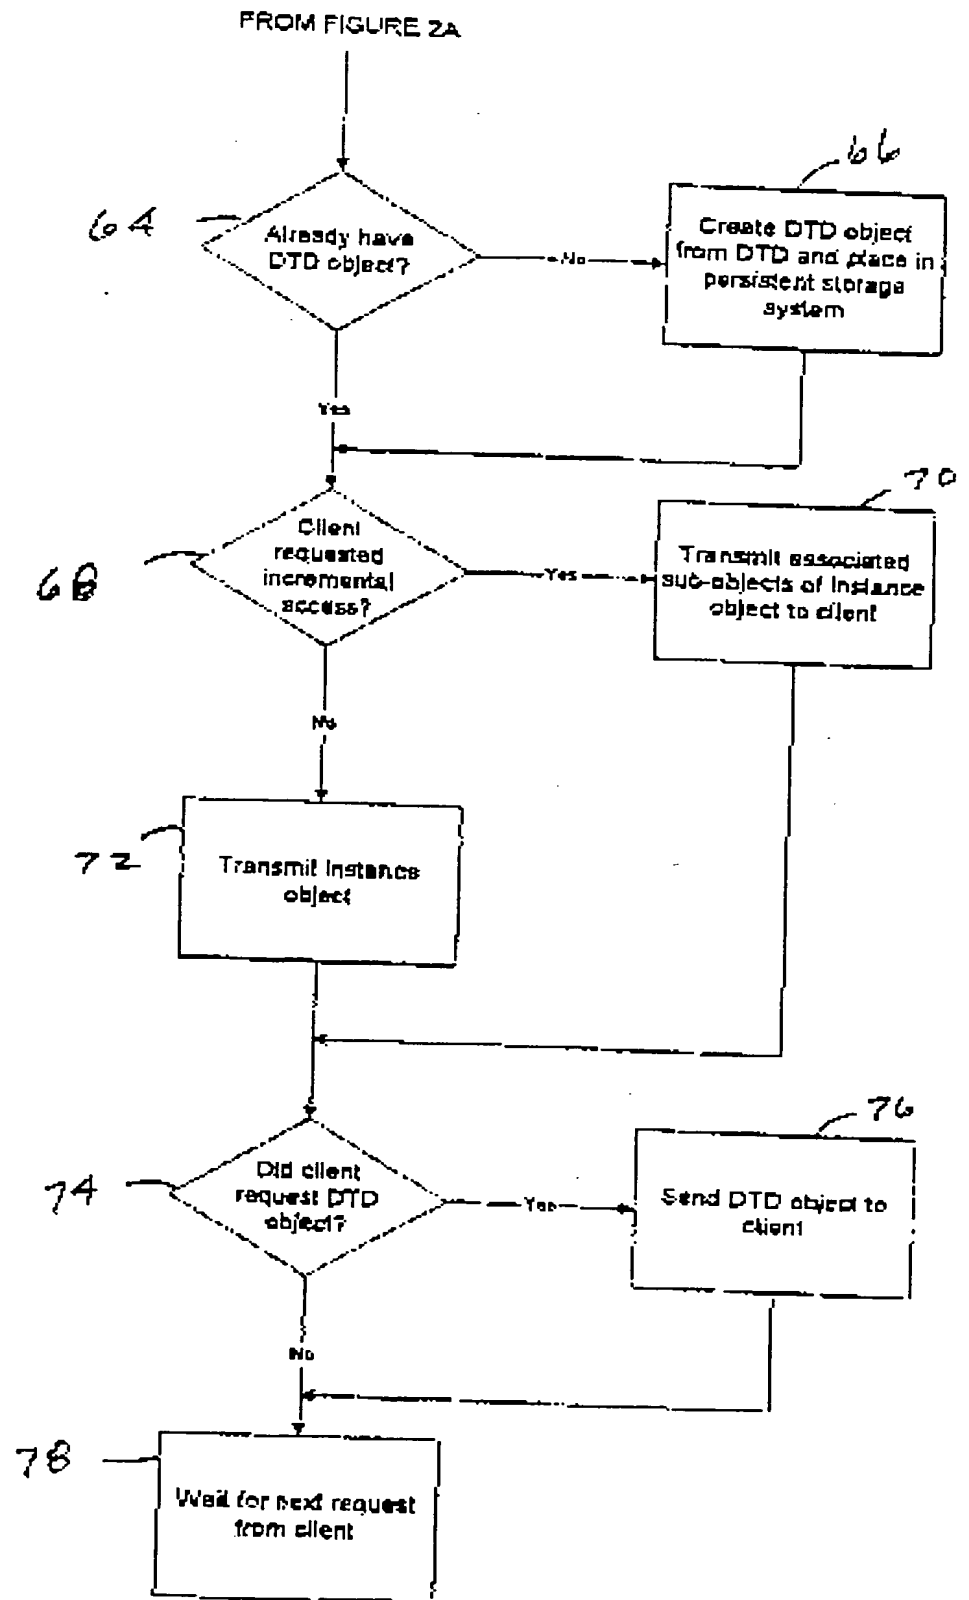 FROM FIGURE 2A
66
64
Already have
DTD object?
No
Create DTD object
from DTD and place in
persistent storage
system
Yes
70
68
Client
requested
incremental
access?
Yes
Transmit associated
sub-objects of instance
object to client
No
72
Transmit instance
object
76
74
Did client
request DTD
object?
Yes
Send DTD object to
client
No
78
Wait for next request
from client